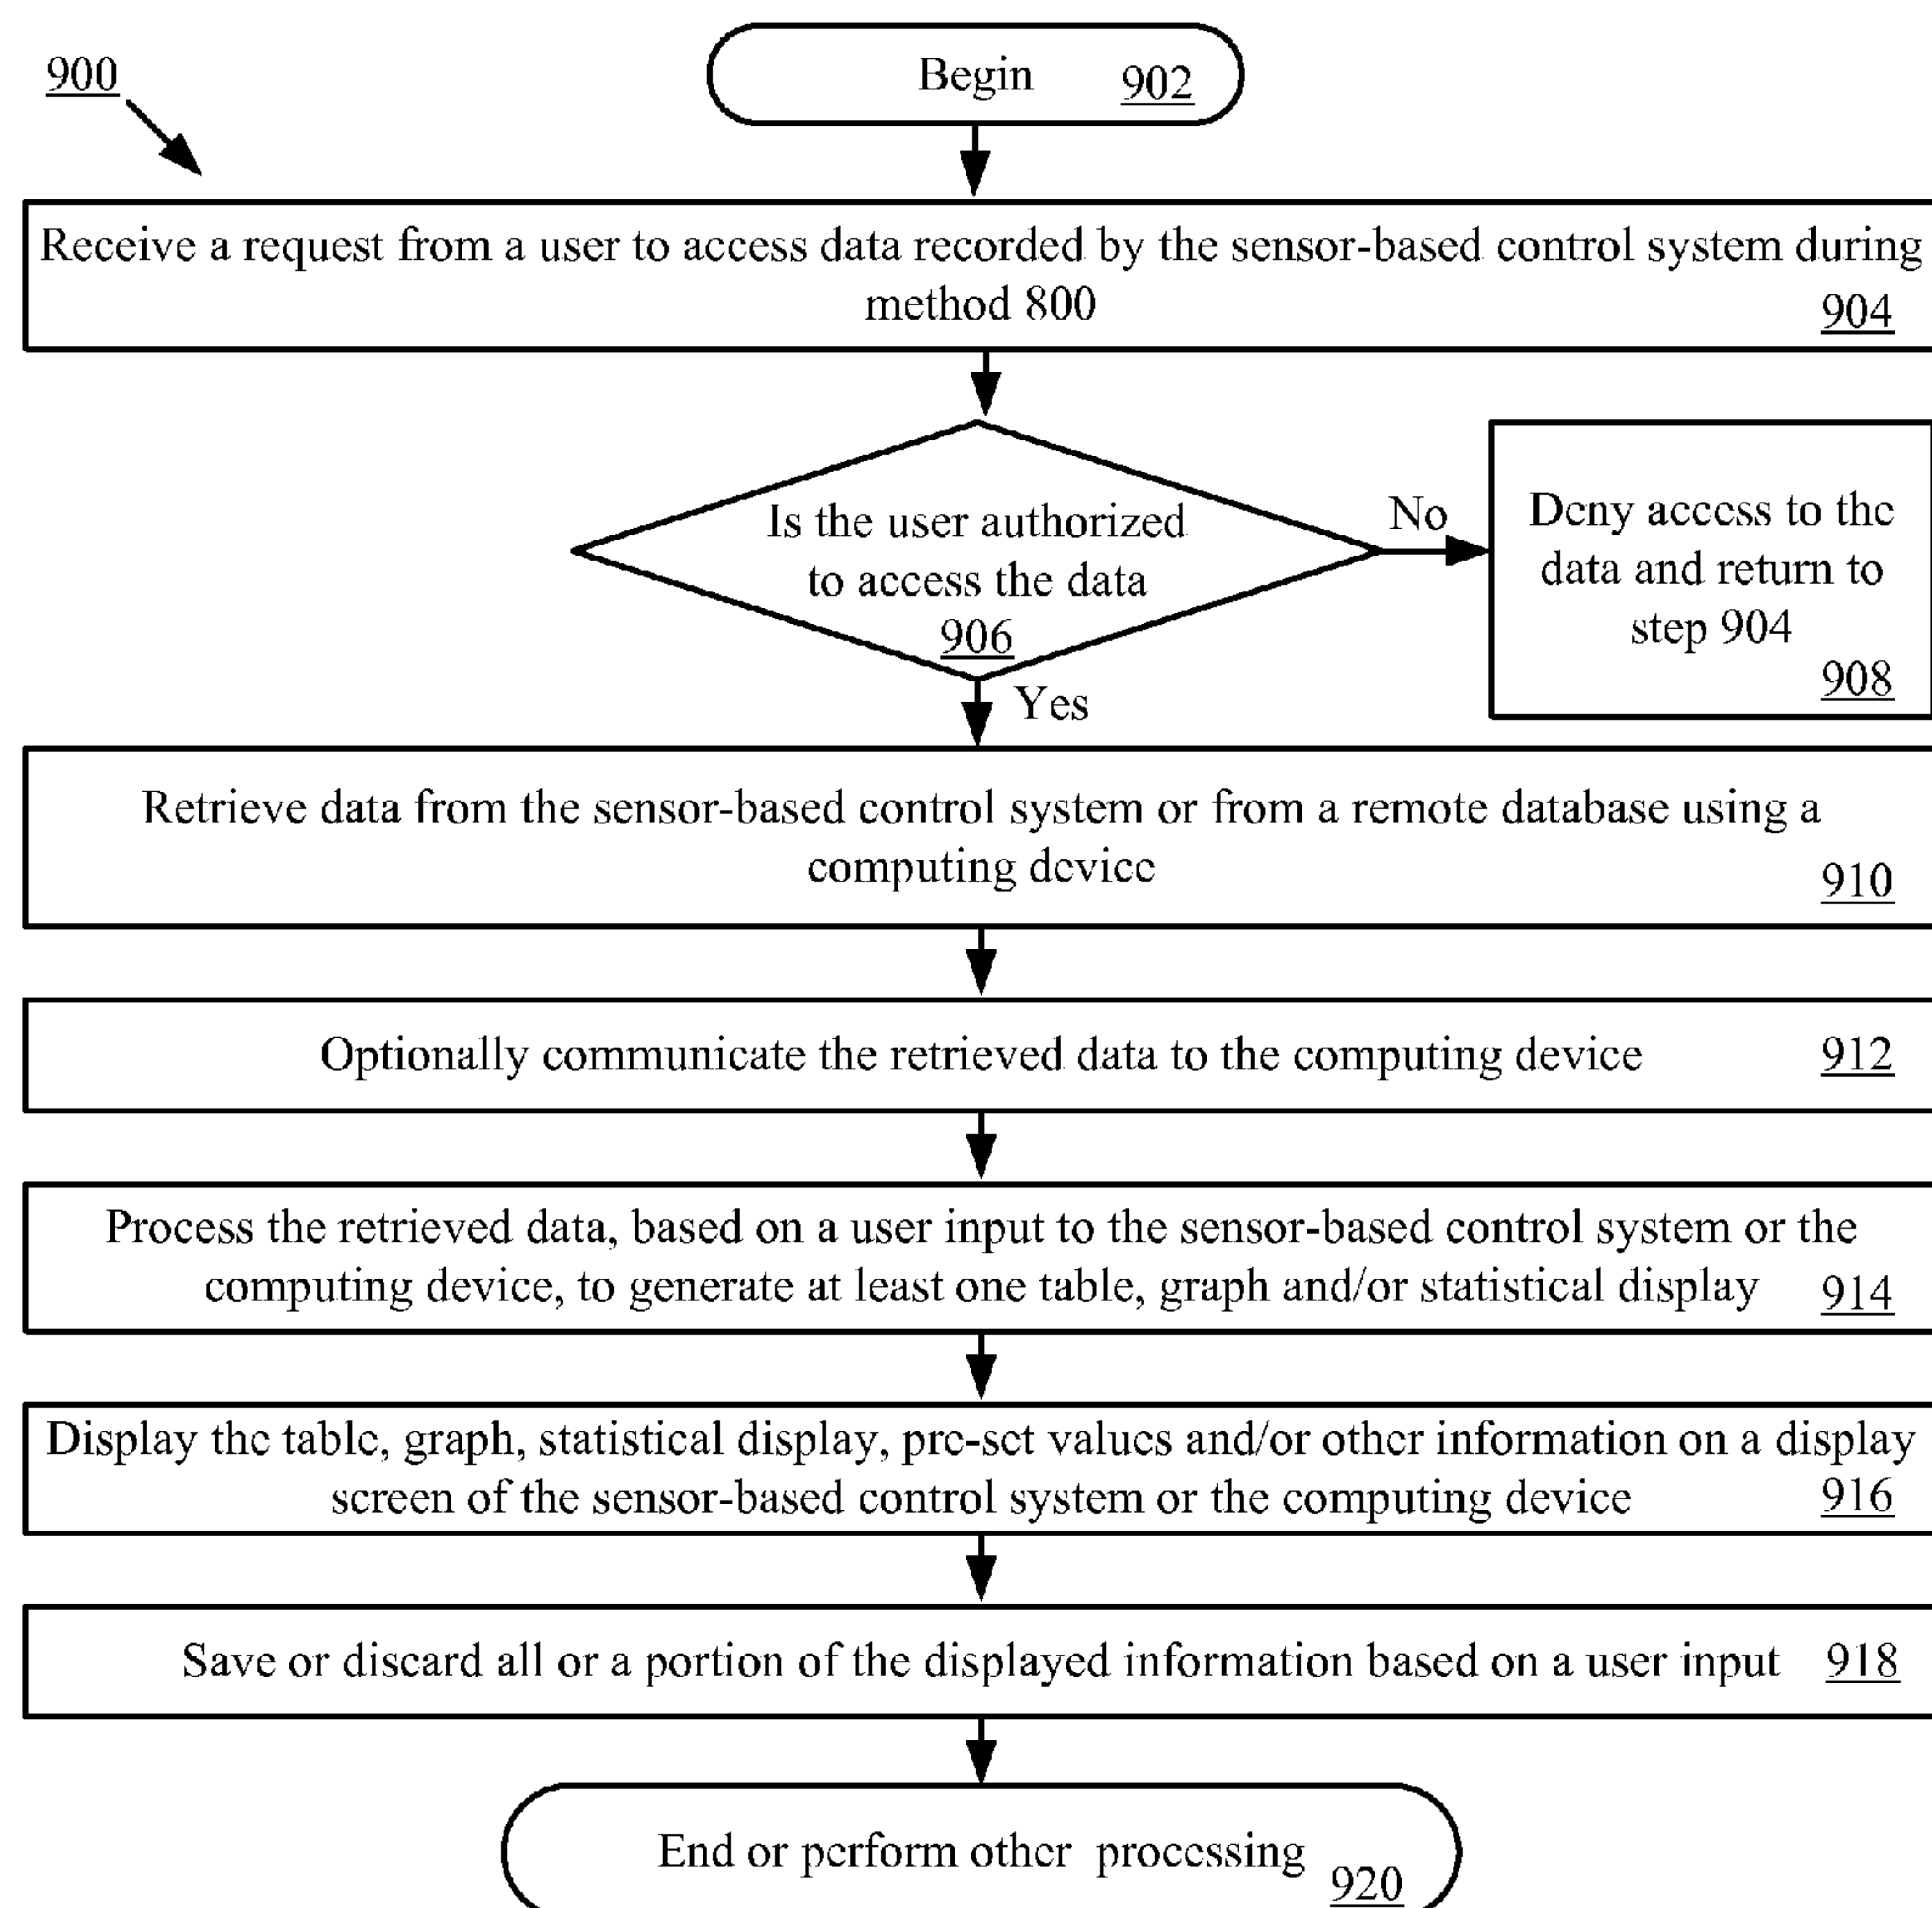 900
Begin 902
Receive a request from a user to access data recorded by the sensor-based control system during
method 800
904
Is the user authorized
to access the data
906
No
Deny access to the
data and return to
step 904
908
Yes
Retrieve data from the sensor-based control system or from a remote database using a
computing device
910
Optionally communicate the retrieved data to the computing device 912
Process the retrieved data, based on a user input to the sensor-based control system or the
computing device, to generate at least one table, graph and/or statistical display 914
Display the table, graph, statistical display, pre-set values and/or other information on a display
screen of the sensor-based control system or the computing device 916
Save or discard all or a portion of the displayed information based on a user input 918
End or perform other processing 920